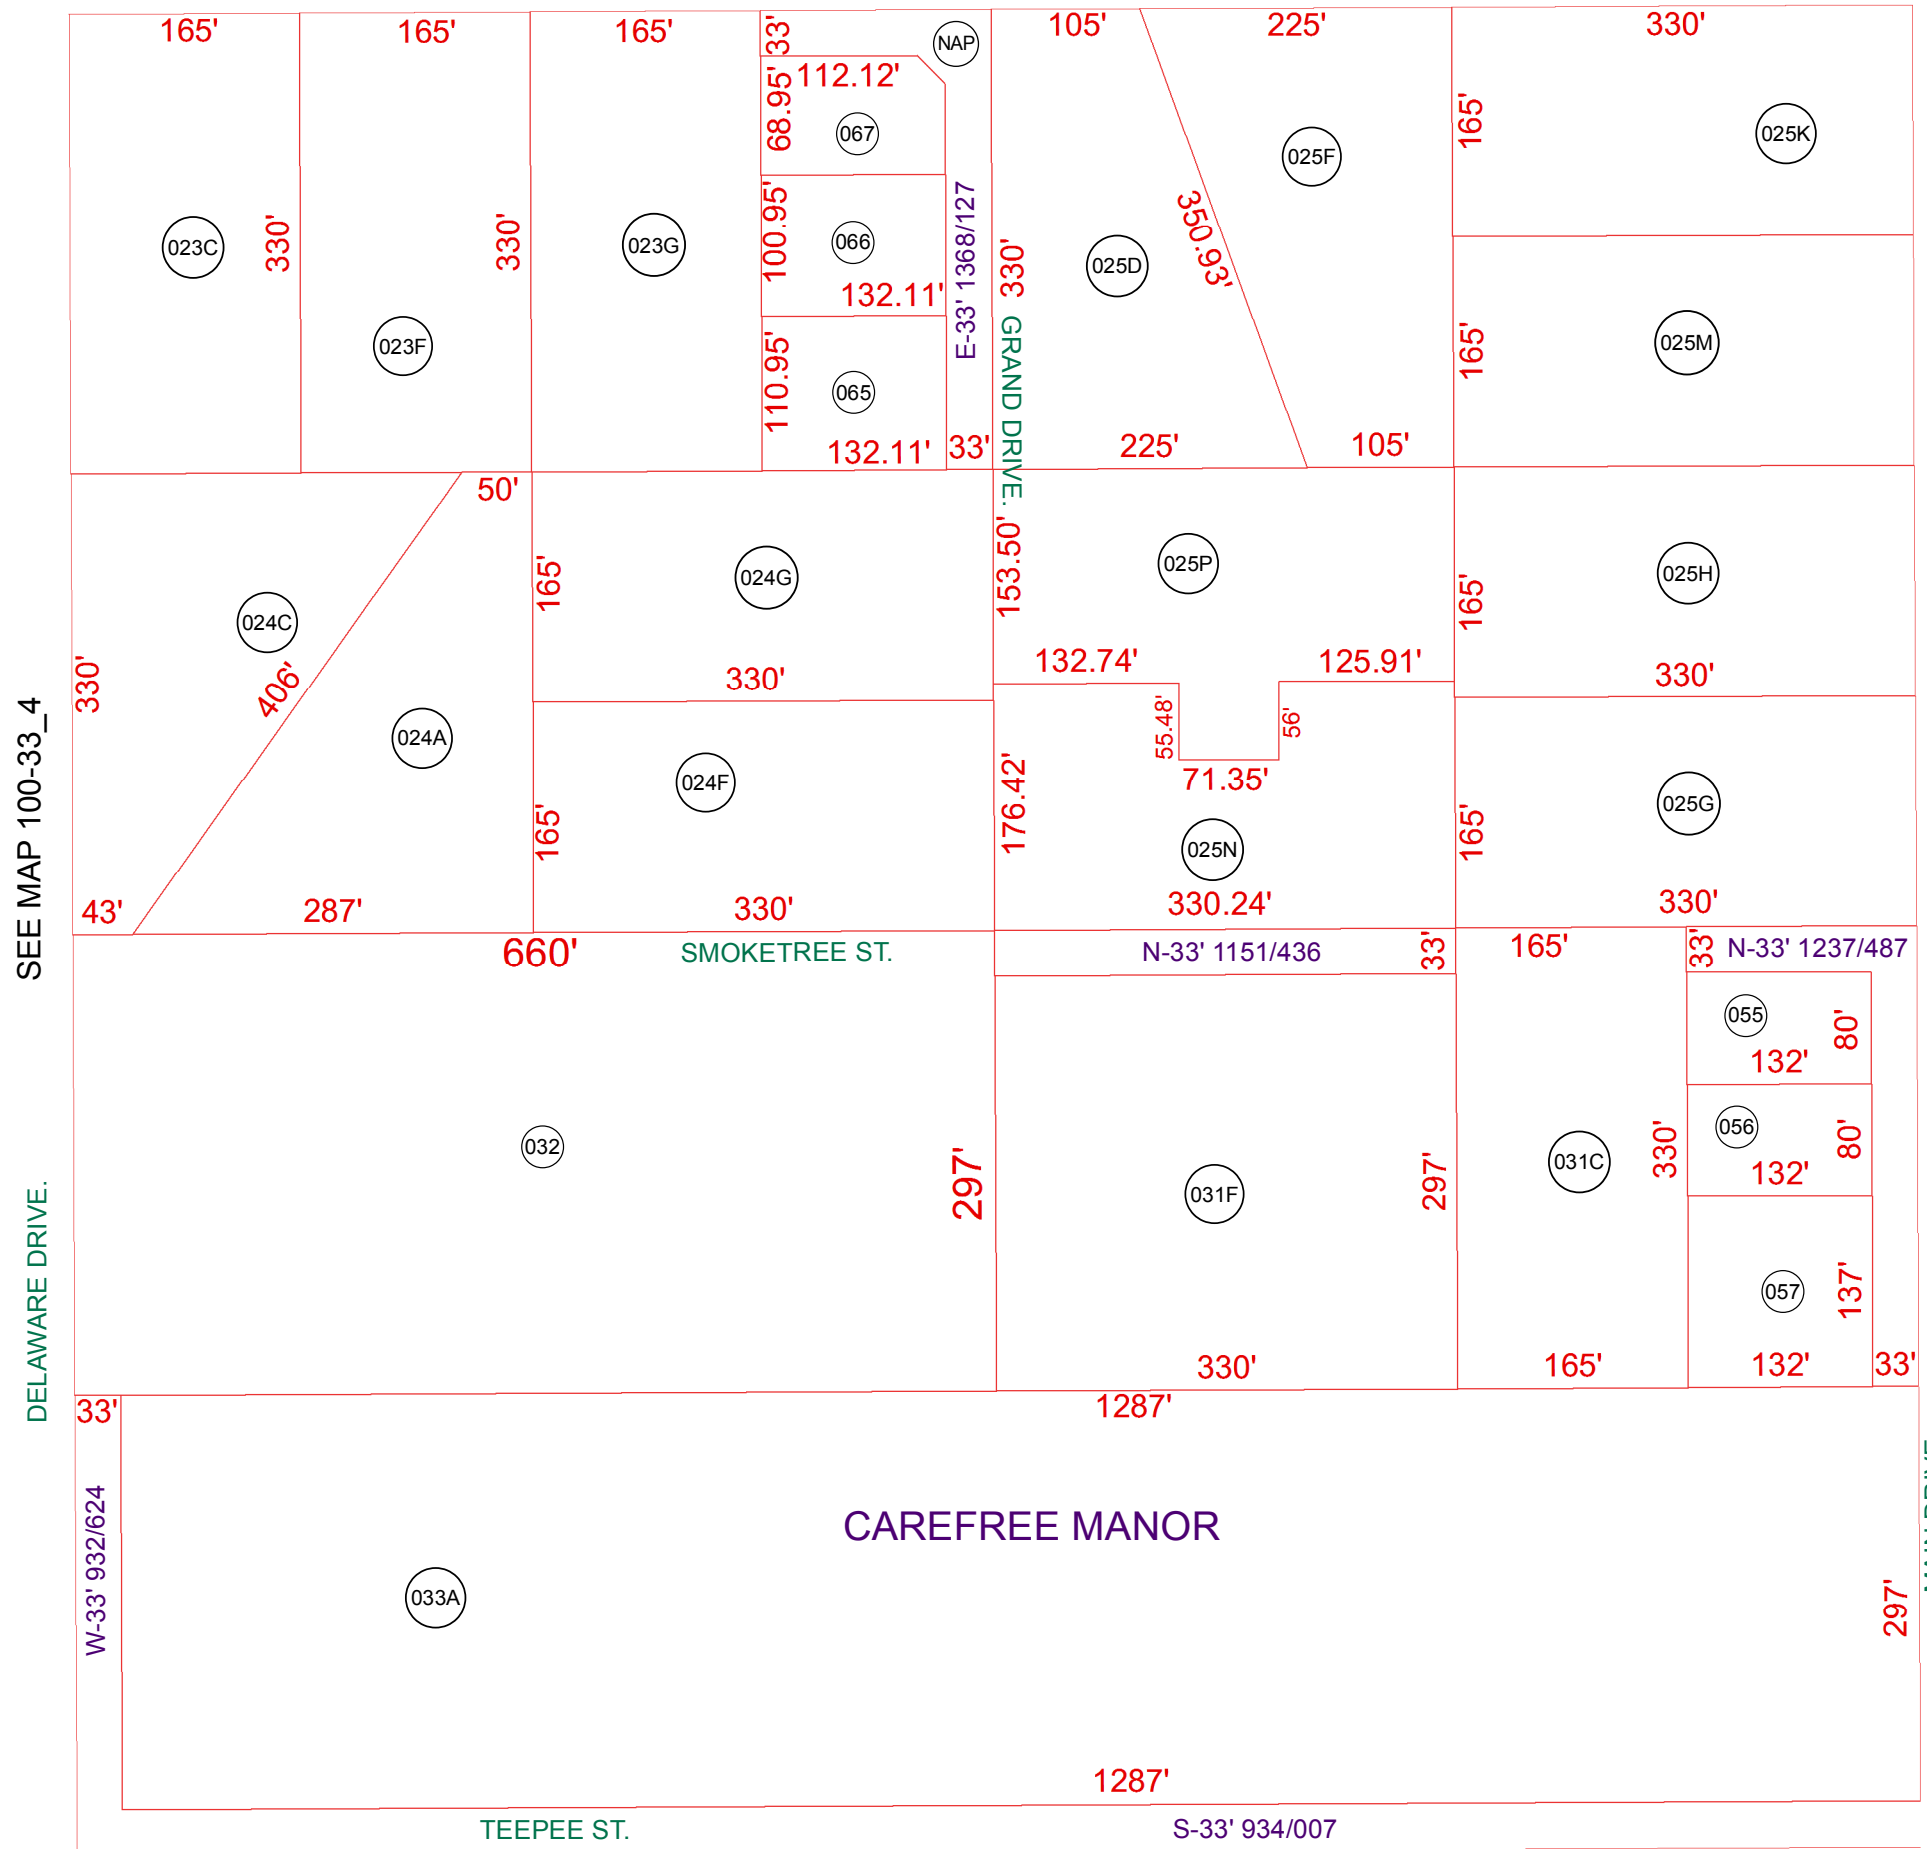 165'
165'
165'
33'
NAP
105'
225'
330'
112.12'
68.95'
067
165'
025K
025F
023C
330'
330'
023G
100.95'
066
132.11'
E-33' 1368/127
330'
025D
350.93'
023F
110.95'
065
132.11'
33'
GRAND DRIVE.
225'
105'
165'
025M
50'
165'
024G
330'
153.50'
025P
132.74'
125.91'
165'
025H
330'
024C
330'
406'
024A
43'
287'
165'
024F
330'
176.42'
55.48'
56'
71.35'
025N
330.24'
165'
025G
330'
SEE MAP 100-33_4
660'
SMOKETREE ST.
N-33' 1151/436
33'
165'
33'
N-33' 1237/487
055
80'
132'
056
80'
132'
032
297'
031F
297'
031C
330'
057
137'
DELAWARE DRIVE.
330'
165'
132'
33'
33'
1287'
W-33' 932/624
CAREFREE MANOR
033A
297'
1287'
TEEPEE ST.
S-33' 934/007